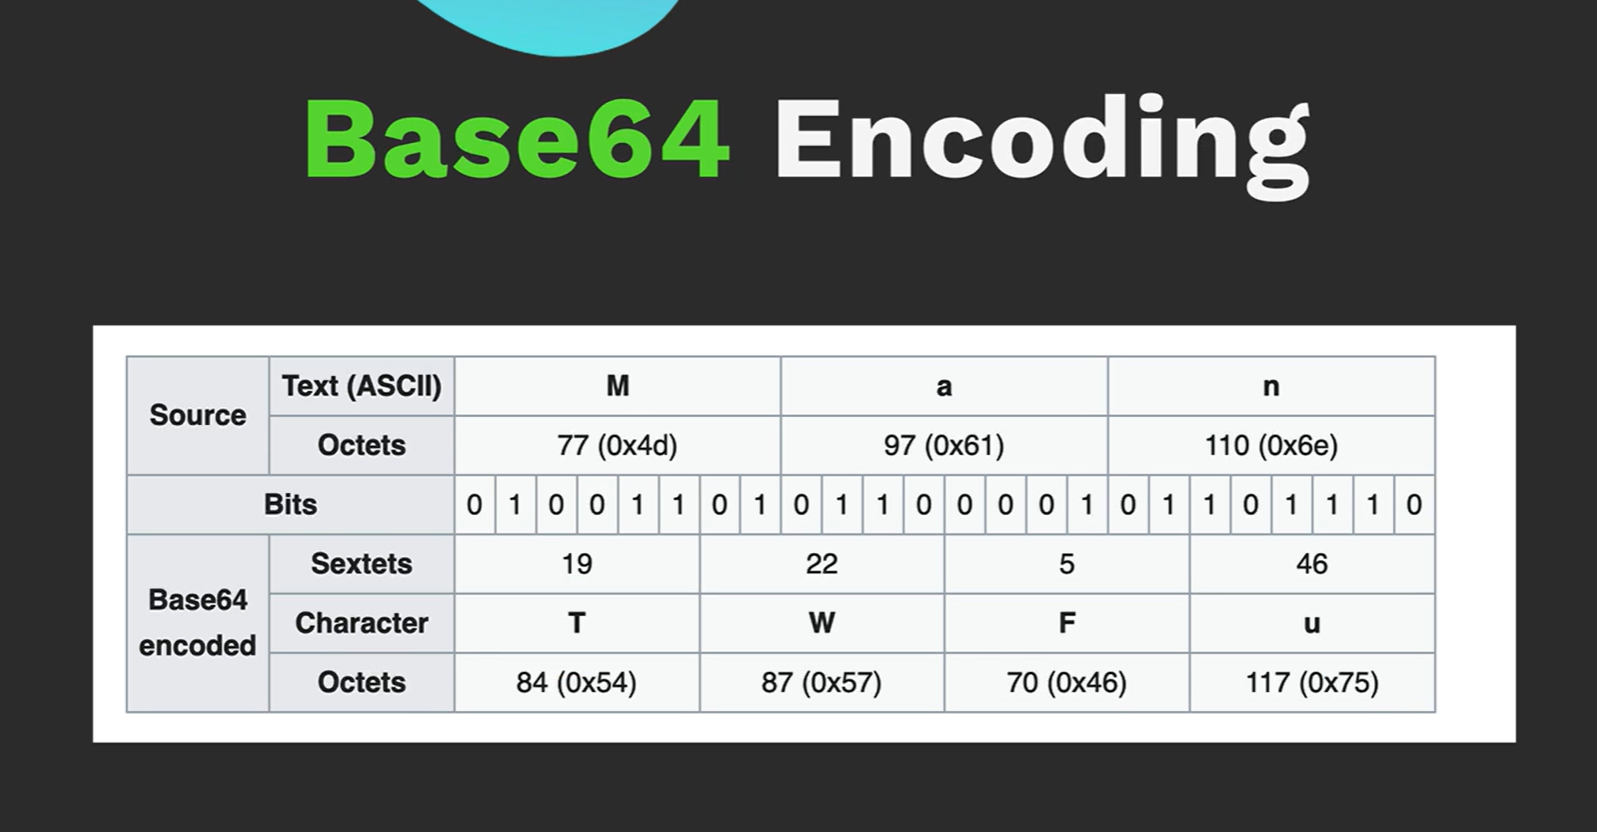 Base64 Encoding
Source Text (ASCII) M a n
Octets 77 (0x4d) 97 (0x61) 110 (0x6e)
Bits 0 1 0 0 1 1 0 1 0 1 1 0 0 0 0 1 0 1 1 0 1 1 1 0
Base64 encoded Sextets 19 22 5 46
Character T W F u
Octets 84 (0x54) 87 (0x57) 70 (0x46) 117 (0x75)